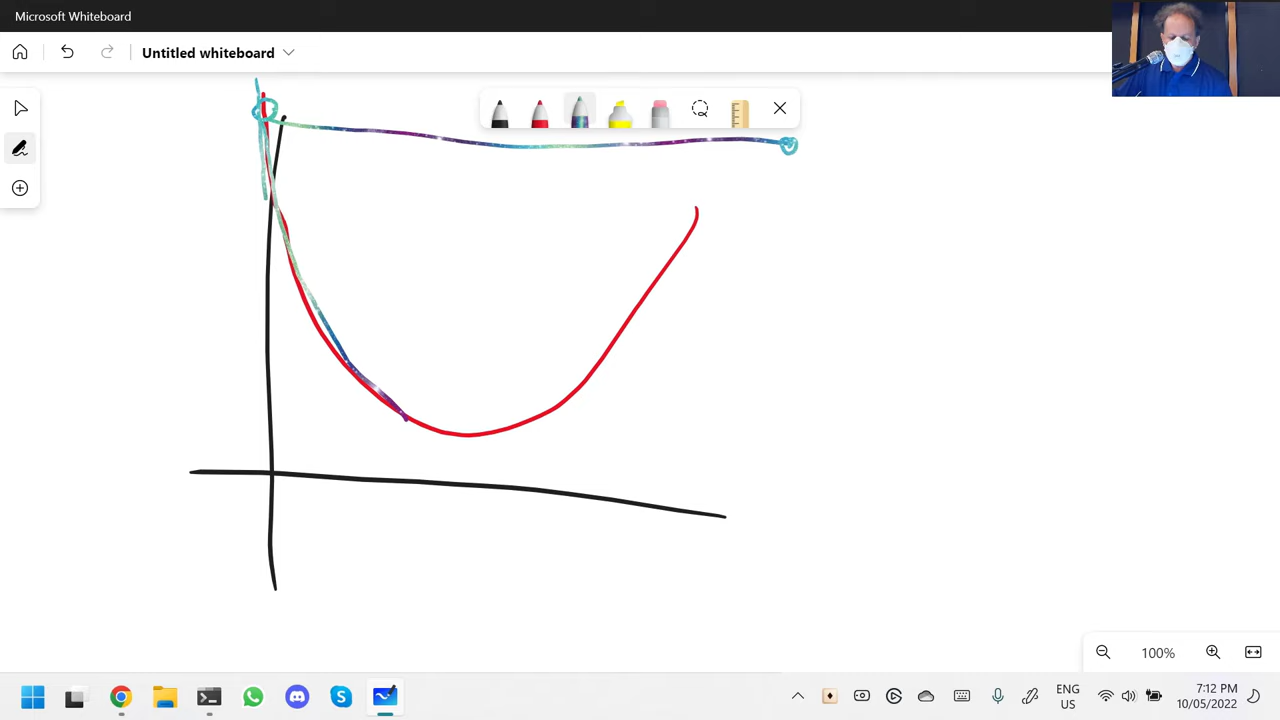 Microsoft Whiteboard
Untitled whiteboard
100%
ENG
US
7:12 PM
10/05/2022